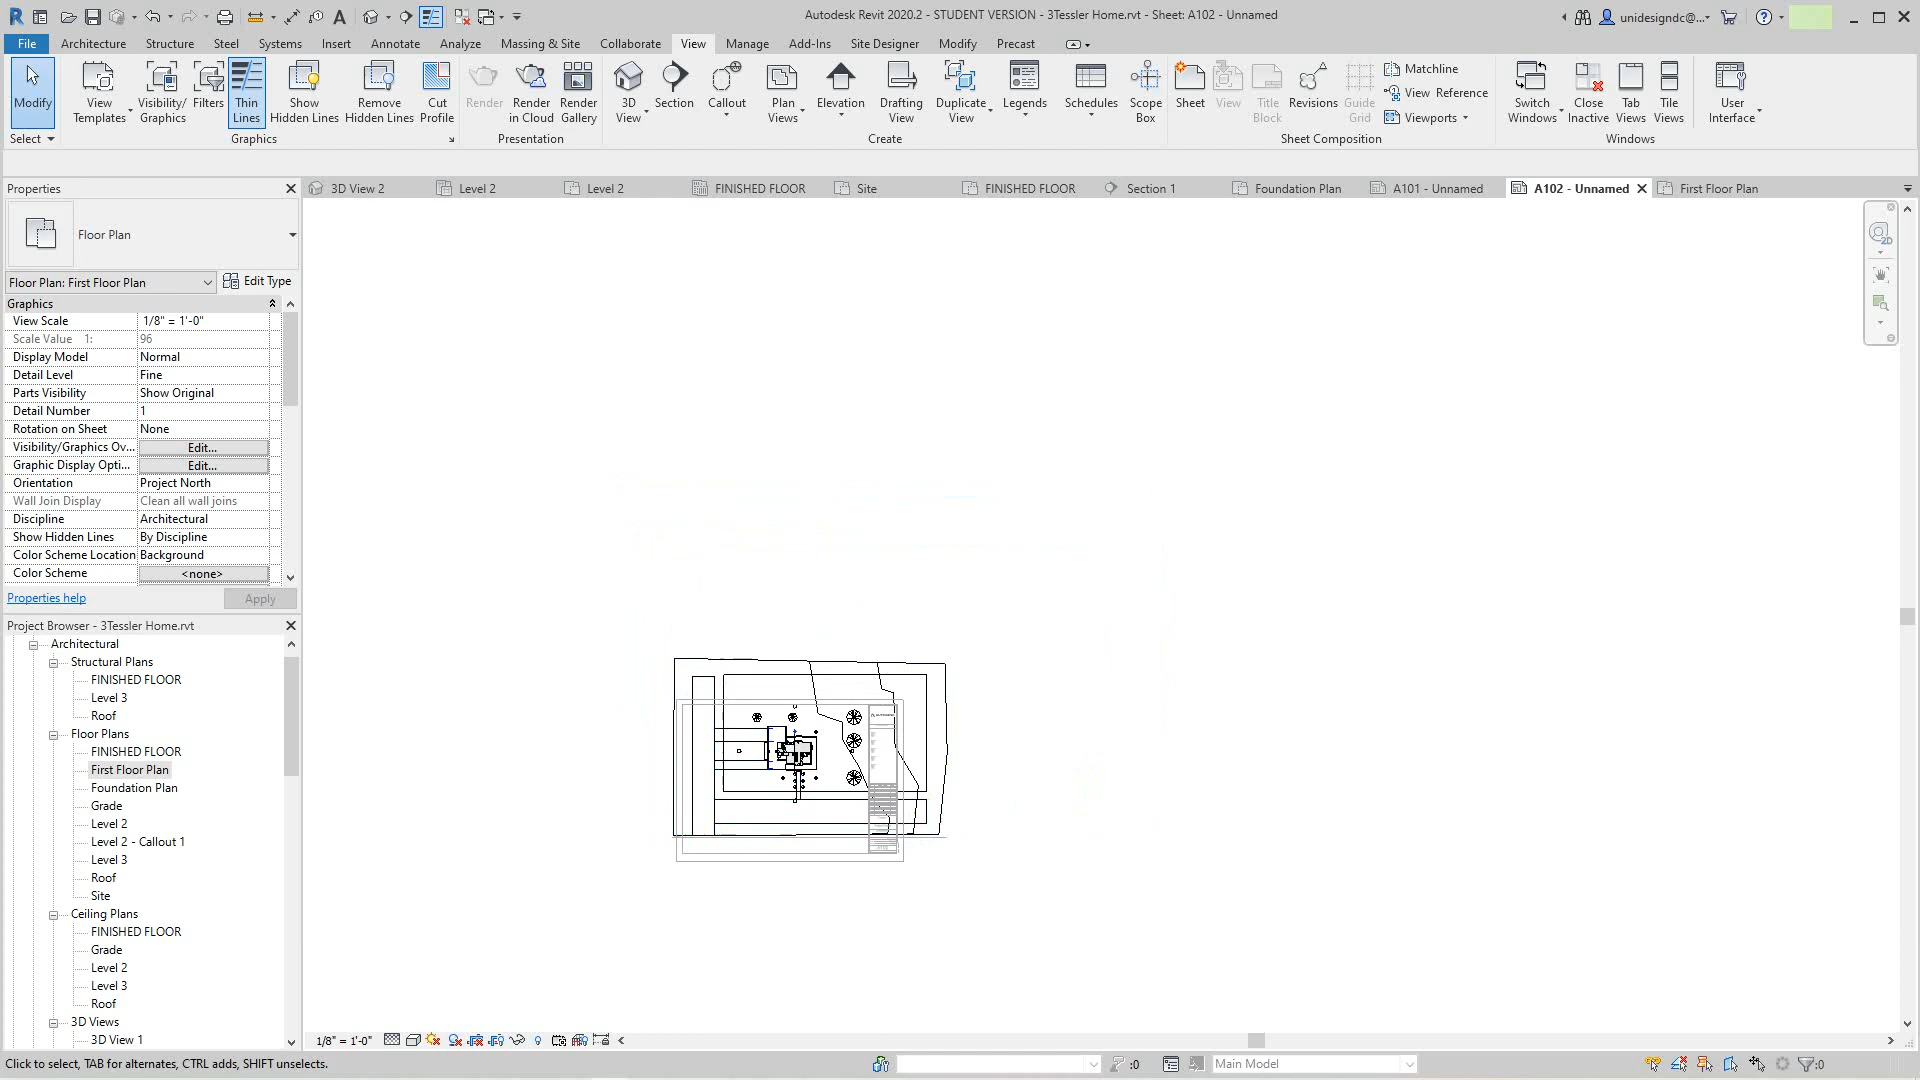 Autodesk Revit 2020.2 - STUDENT VERSION - 3Tessler Home.rvt - Sheet: A102 - Unnamed
unidesigndc@...
File Architecture Structure Steel Systems Insert Annotate Analyze Massing & Site Collaborate View Manage Add-Ins Site Designer Modify Precast
Modify
View Templates
Visibility/ Graphics
Filters
Thin Lines
Show Hidden Lines
Remove Hidden Lines
Cut Profile
Render
Render in Cloud
Render Gallery
3D View
Section
Callout
Plan Views
Elevation
Drafting View
Duplicate View
Legends
Schedules
Scope Box
Sheet
View
Title Block
Revisions
Guide Grid
Matchline
View Reference
Viewports
Switch Windows
Close Inactive
Tab Views
Tile Views
User Interface
Select Graphics Presentation Create Sheet Composition Windows
Properties
3D View 2 Level 2 Level 2 FINISHED FLOOR Site FINISHED FLOOR Section 1 Foundation Plan A101 - Unnamed A102 - Unnamed First Floor Plan
Floor Plan
Floor Plan: First Floor Plan Edit Type
Graphics
View Scale 1/8" = 1'-0"
Scale Value 1: 96
Display Model Normal
Detail Level Fine
Parts Visibility Show Original
Detail Number 1
Rotation on Sheet None
Visibility/Graphics Ov... Edit...
Graphic Display Opti... Edit...
Orientation Project North
Wall Join Display Clean all wall joins
Discipline Architectural
Show Hidden Lines By Discipline
Color Scheme Location Background
Color Scheme <none>
Properties help Apply
Project Browser - 3Tessler Home.rvt
Architectural
Structural Plans
FINISHED FLOOR
Level 3
Roof
Floor Plans
FINISHED FLOOR
First Floor Plan
Foundation Plan
Grade
Level 2
Level 2 - Callout 1
Level 3
Roof
Site
Ceiling Plans
FINISHED FLOOR
Grade
Level 2
Level 3
Roof
3D Views
3D View 1
2D
1/8" = 1'-0"
Click to select, TAB for alternates, CTRL adds, SHIFT unselects.
:0
Main Model
:0